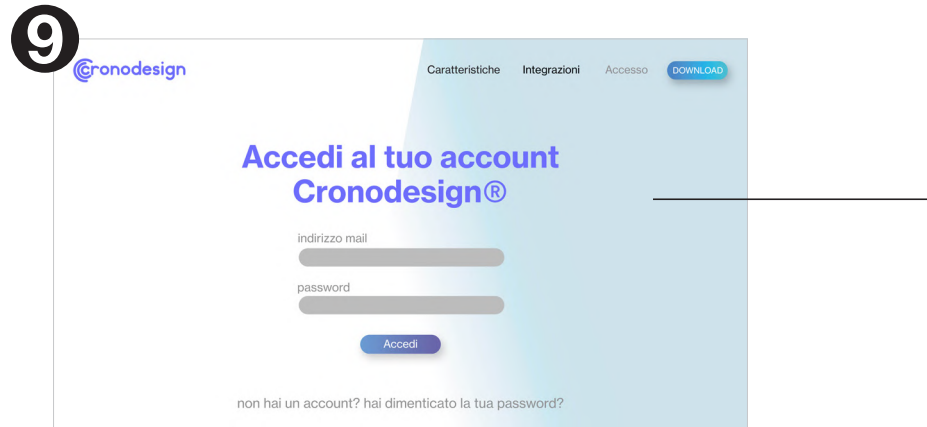 9
Cronodesign
Caratteristiche Integrazioni Accesso DOWNLOAD
Accedi al tuo account
Cronodesign®
indirizzo mail
password
Accedi
non hai un account? hai dimenticato la tua password?